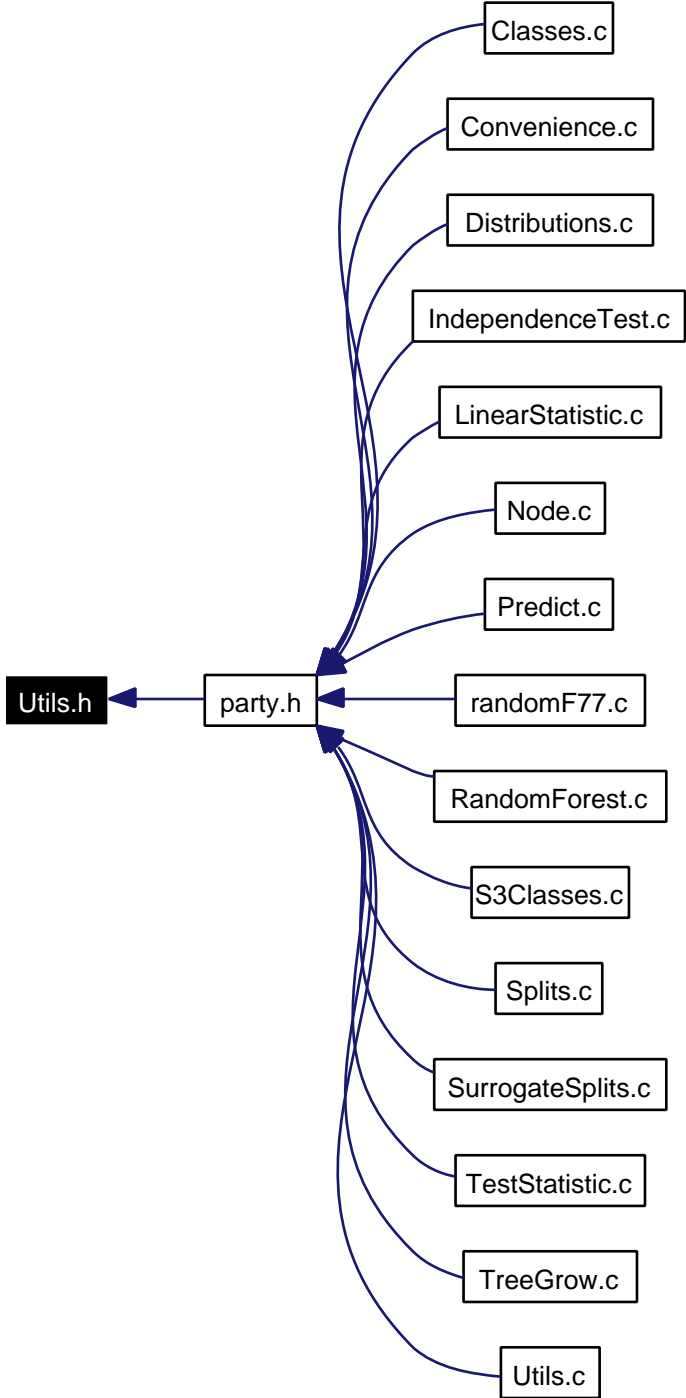 Classes.c
Convenience.c
Distributions.c
IndependenceTest.c
LinearStatistic.c
Node.c
Predict.c
Utils.h
party.h
randomF77.c
RandomForest.c
S3Classes.c
Splits.c
SurrogateSplits.c
TestStatistic.c
TreeGrow.c
Utils.c